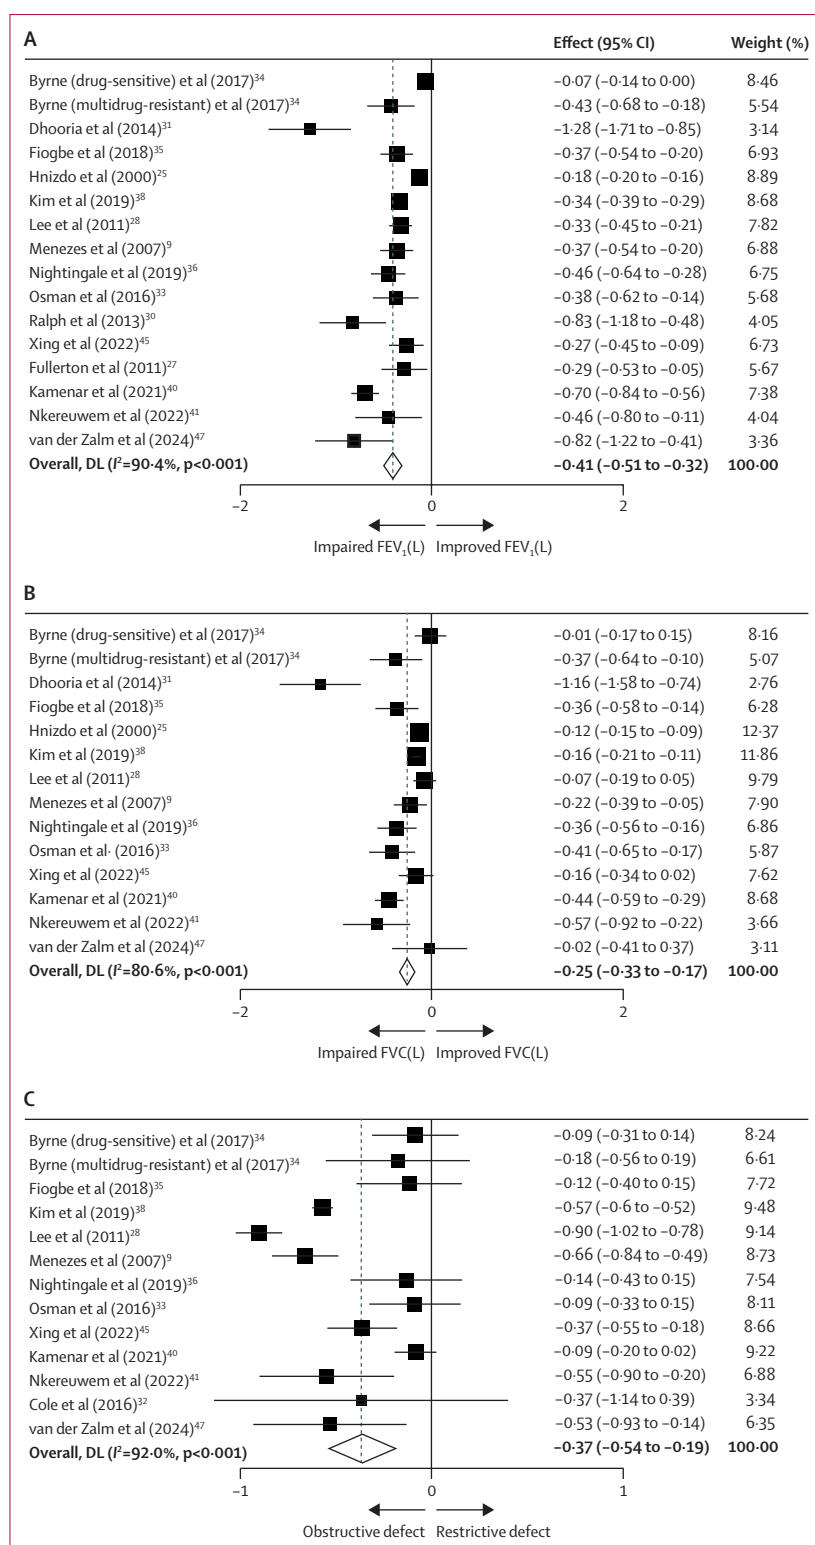 A
Effect (95% CI) Weight (%)
Byrne (drug-sensitive) et al (2017)³⁴ −0·07 (−0·14 to 0·00) 8·46
Byrne (multidrug-resistant) et al (2017)³⁴ −0·43 (−0·68 to −0·18) 5·54
Dhooria et al (2014)³¹ −1·28 (−1·71 to −0·85) 3·14
Fiogbe et al (2018)³⁵ −0·37 (−0·54 to −0·20) 6·93
Hnizdo et al (2000)²⁵ −0·18 (−0·20 to −0·16) 8·89
Kim et al (2019)³⁸ −0·34 (−0·39 to −0·29) 8·68
Lee et al (2011)²⁸ −0·33 (−0·45 to −0·21) 7·82
Menezes et al (2007)⁹ −0·37 (−0·54 to −0·20) 6·88
Nightingale et al (2019)³⁶ −0·46 (−0·64 to −0·28) 6·75
Osman et al (2016)³³ −0·38 (−0·62 to −0·14) 5·68
Ralph et al (2013)³⁰ −0·83 (−1·18 to −0·48) 4·05
Xing et al (2022)⁴⁵ −0·27 (−0·45 to −0·09) 6·73
Fullerton et al (2011)²⁷ −0·29 (−0·53 to −0·05) 5·67
Kamenar et al (2021)⁴⁰ −0·70 (−0·84 to −0·56) 7·38
Nkereuwem et al (2022)⁴¹ −0·46 (−0·80 to −0·11) 4·04
van der Zalm et al (2024)⁴⁷ −0·82 (−1·22 to −0·41) 3·36
Overall, DL (I²=90·4%, p<0·001) −0·41 (−0·51 to −0·32) 100·00
−2 0 2
Impaired FEV₁(L) Improved FEV₁(L)
B
Byrne (drug-sensitive) et al (2017)³⁴ −0·01 (−0·17 to 0·15) 8·16
Byrne (multidrug-resistant) et al (2017)³⁴ −0·37 (−0·64 to −0·10) 5·07
Dhooria et al (2014)³¹ −1·16 (−1·58 to −0·74) 2·76
Fiogbe et al (2018)³⁵ −0·36 (−0·58 to −0·14) 6·28
Hnizdo et al (2000)²⁵ −0·12 (−0·15 to −0·09) 12·37
Kim et al (2019)³⁸ −0·16 (−0·21 to −0·11) 11·86
Lee et al (2011)²⁸ −0·07 (−0·19 to 0·05) 9·79
Menezes et al (2007)⁹ −0·22 (−0·39 to −0·05) 7·90
Nightingale et al (2019)³⁶ −0·36 (−0·56 to −0·16) 6·86
Osman et al· (2016)³³ −0·41 (−0·65 to −0·17) 5·87
Xing et al (2022)⁴⁵ −0·16 (−0·34 to 0·02) 7·62
Kamenar et al (2021)⁴⁰ −0·44 (−0·59 to −0·29) 8·68
Nkereuwem et al (2022)⁴¹ −0·57 (−0·92 to −0·22) 3·66
van der Zalm et al (2024)⁴⁷ −0·02 (−0·41 to 0·37) 3·11
Overall, DL (I²=80·6%, p<0·001) −0·25 (−0·33 to −0·17) 100·00
−2 0 2
Impaired FVC(L) Improved FVC(L)
C
Byrne (drug-sensitive) et al (2017)³⁴ −0·09 (−0·31 to 0·14) 8·24
Byrne (multidrug-resistant) et al (2017)³⁴ −0·18 (−0·56 to 0·19) 6·61
Fiogbe et al (2018)³⁵ −0·12 (−0·40 to 0·15) 7·72
Kim et al (2019)³⁸ −0·57 (−0·6 to −0·52) 9·48
Lee et al (2011)²⁸ −0·90 (−1·02 to −0·78) 9·14
Menezes et al (2007)⁹ −0·66 (−0·84 to −0·49) 8·73
Nightingale et al (2019)³⁶ −0·14 (−0·43 to 0·15) 7·54
Osman et al (2016)³³ −0·09 (−0·33 to 0·15) 8·11
Xing et al (2022)⁴⁵ −0·37 (−0·55 to −0·18) 8·66
Kamenar et al (2021)⁴⁰ −0·09 (−0·20 to 0·02) 9·22
Nkereuwem et al (2022)⁴¹ −0·55 (−0·90 to −0·20) 6·88
Cole et al (2016)³² −0·37 (−1·14 to 0·39) 3·34
van der Zalm et al (2024)⁴⁷ −0·53 (−0·93 to −0·14) 6·35
Overall, DL (I²=92·0%, p<0·001) −0·37 (−0·54 to −0·19) 100·00
−1 0 1
Obstructive defect Restrictive defect